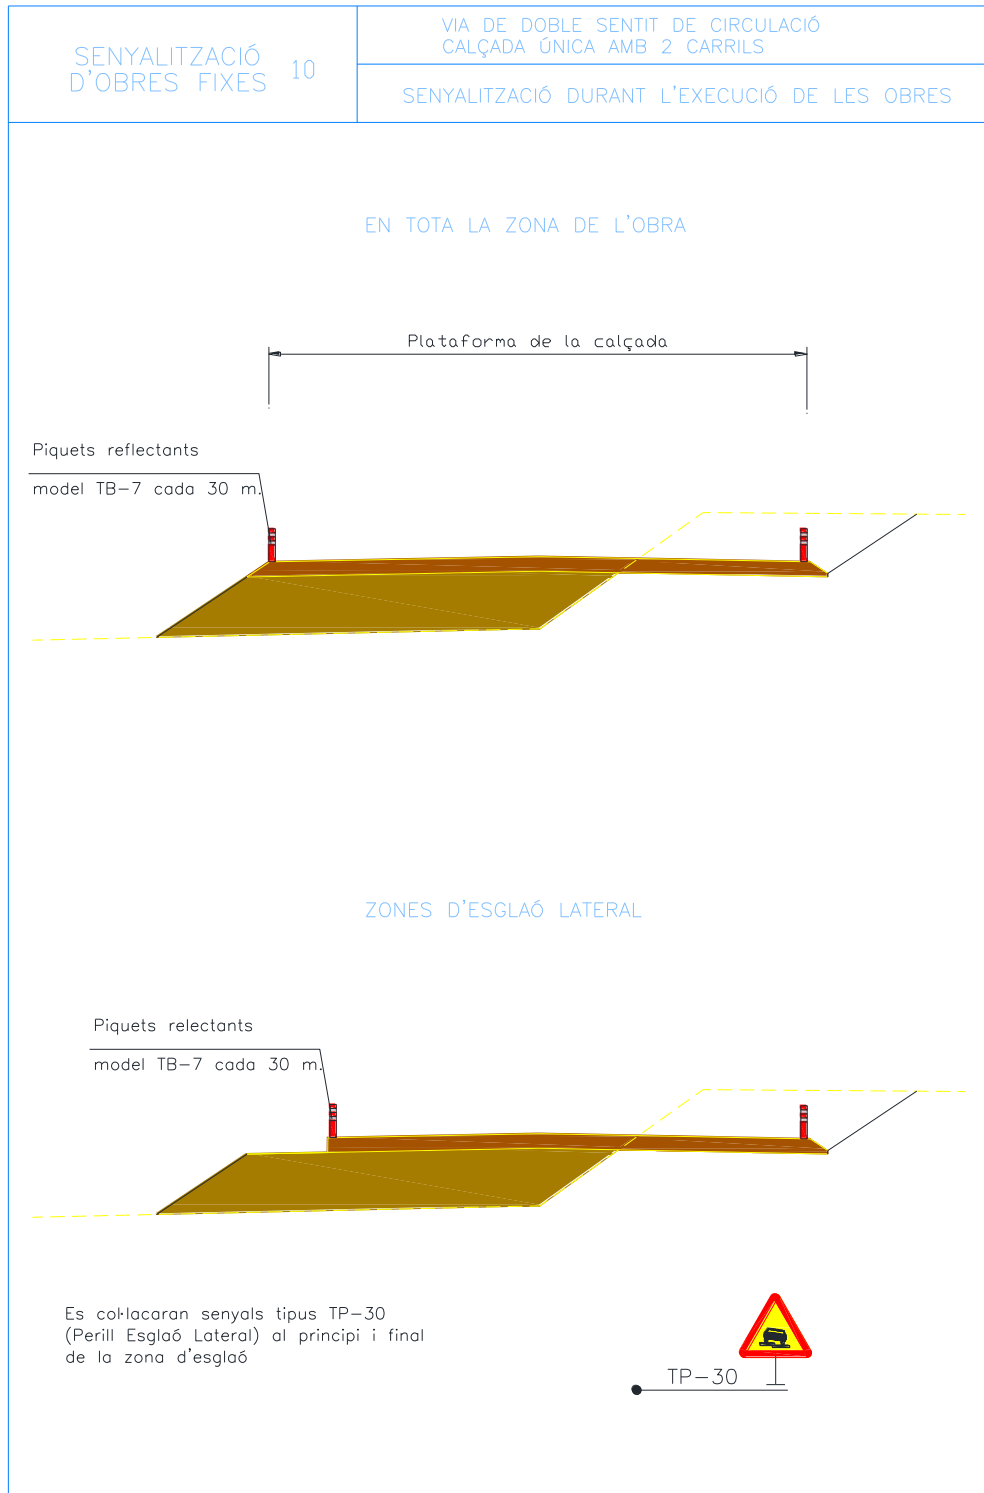 SENYALITZACIÓ
D'OBRES FIXES 10
VIA DE DOBLE SENTIT DE CIRCULACIÓ
CALÇADA ÚNICA AMB 2 CARRILS
SENYALITZACIÓ DURANT L'EXECUCIÓ DE LES OBRES
EN TOTA LA ZONA DE L'OBRA
Plataforma de la calçada
Piquets reflectants
model TB-7 cada 30 m.
ZONES D'ESGLAÓ LATERAL
Piquets relectants
model TB-7 cada 30 m.
Es col·lacaran senyals tipus TP-30
(Perill Esglaó Lateral) al principi i final
de la zona d'esglaó
TP-30